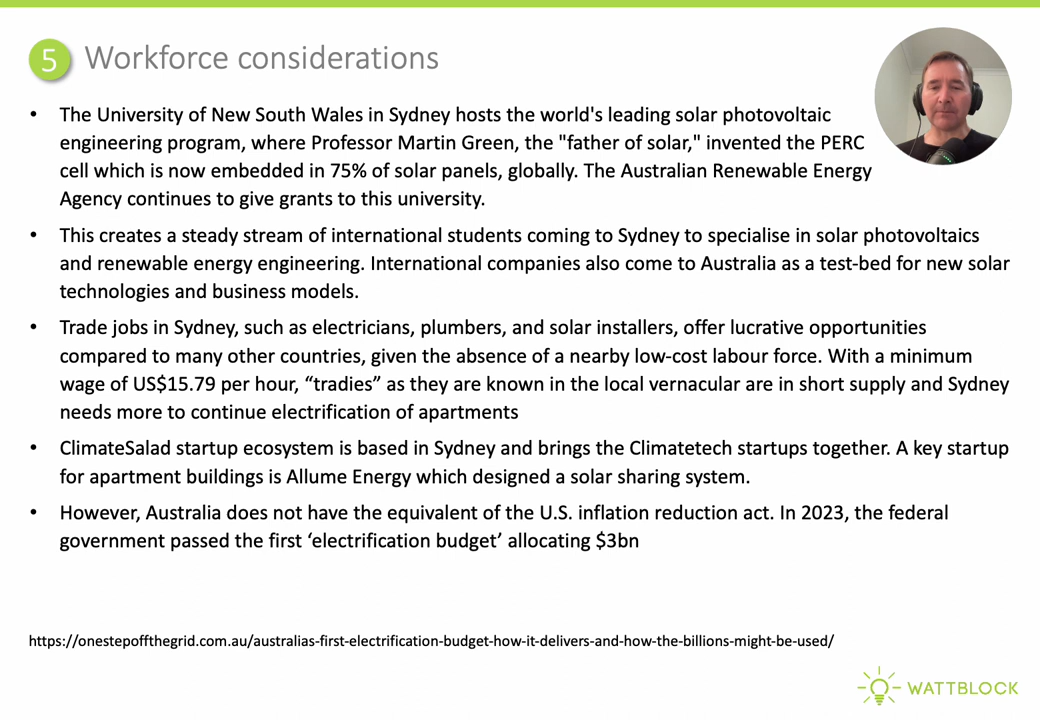 5 Workforce considerations
• The University of New South Wales in Sydney hosts the world's leading solar photovoltaic
engineering program, where Professor Martin Green, the "father of solar," invented the PERC
cell which is now embedded in 75% of solar panels, globally. The Australian Renewable Energy
Agency continues to give grants to this university.
• This creates a steady stream of international students coming to Sydney to specialise in solar photovoltaics
and renewable energy engineering. International companies also come to Australia as a test-bed for new solar
technologies and business models.
• Trade jobs in Sydney, such as electricians, plumbers, and solar installers, offer lucrative opportunities
compared to many other countries, given the absence of a nearby low-cost labour force. With a minimum
wage of US$15.79 per hour, “tradies” as they are known in the local vernacular are in short supply and Sydney
needs more to continue electrification of apartments
• ClimateSalad startup ecosystem is based in Sydney and brings the Climatetech startups together. A key startup
for apartment buildings is Allume Energy which designed a solar sharing system.
• However, Australia does not have the equivalent of the U.S. inflation reduction act. In 2023, the federal
government passed the first ‘electrification budget’ allocating $3bn
https://onestepoffthegrid.com.au/australias-first-electrification-budget-how-it-delivers-and-how-the-billions-might-be-used/
WATTBLOCK